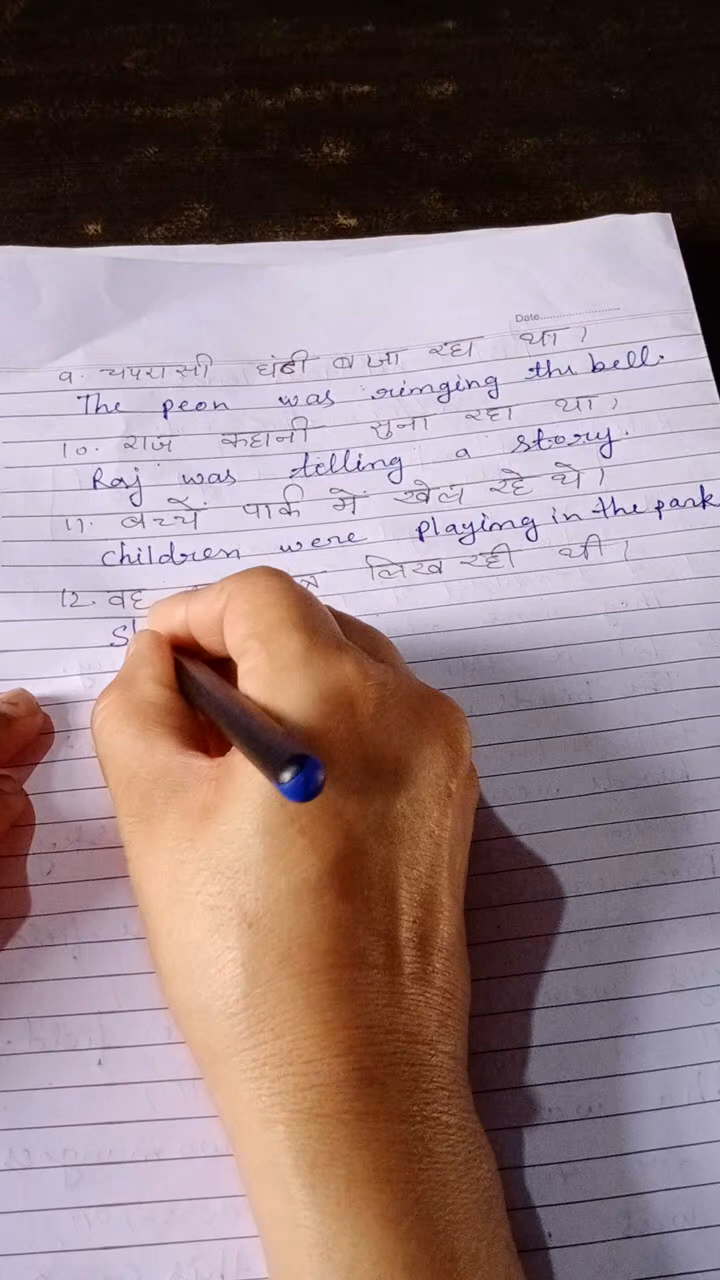 Date....................
9. चपरासी घंटी बजा रहा था।
The peon was ringing the bell.
10. राज कहानी सुना रहा था।
Raj was telling a story.
11. बच्चें पार्क में खेल रहे थे।
children were playing in the park
12. वह लिख रही थी।